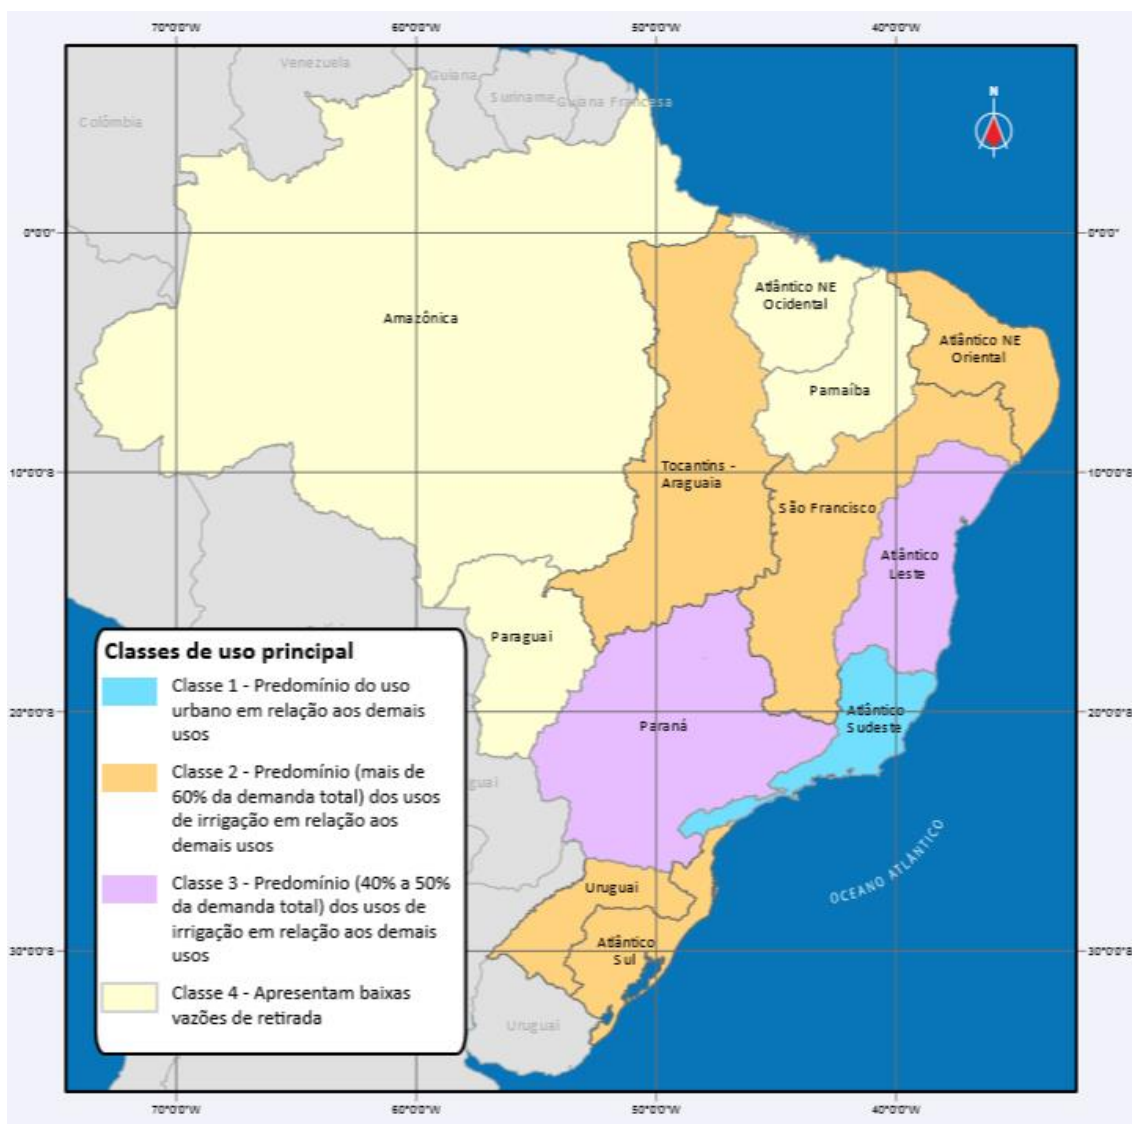 70°0'0"W 60°0'0"W 50°0'0"W 40°0'0"W
N
Venezuela
Guiana
Suriname
Guiana Francesa
Colômbia
0°0'0" 0°0'0"
Atlântico NE
Ocidental
Amazônica
Atlântico NE
Oriental
Parnaíba
10°0'0"S 10°0'0"S
Tocantins -
Araguaia
São Francisco
Atlântico
Leste
Paraguai
Classes de uso principal
Classe 1 - Predomínio do uso
urbano em relação aos demais
usos
20°0'0"S 20°0'0"S
Atlântico
Sudeste
Paraná
Classe 2 - Predomínio (mais de
60% da demanda total) dos usos
de irrigação em relação aos
demais usos
guai
OCEANO ATLÂNTICO
Classe 3 - Predomínio (40% a 50%
da demanda total) dos usos de
irrigação em relação aos demais
usos
Uruguai
Atlântico
Sul
30°0'0"S 30°0'0"S
Classe 4 - Apresentam baixas
vazões de retirada
Uruguai
70°0'0"W 60°0'0"W 50°0'0"W 40°0'0"W